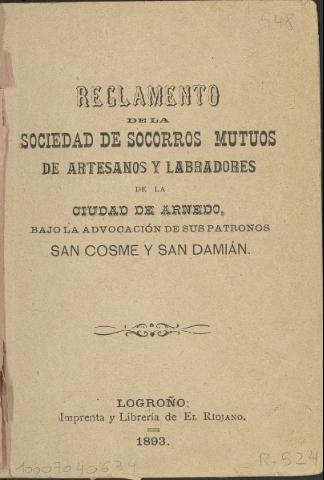 548
REGLAMENTO
DE LA
SOCIEDAD DE SOCORROS MUTUOS
DE ARTESANOS Y LABRADORES
DE LA
CIUDAD DE ARNEDO,
BAJO LA ADVOCACIÓN DE SUS PATRONOS
SAN COSME Y SAN DAMIÁN.
LOGROÑO:
Imprenta y Librería de EL RIOJANO.
1893.
10007040634
R-524